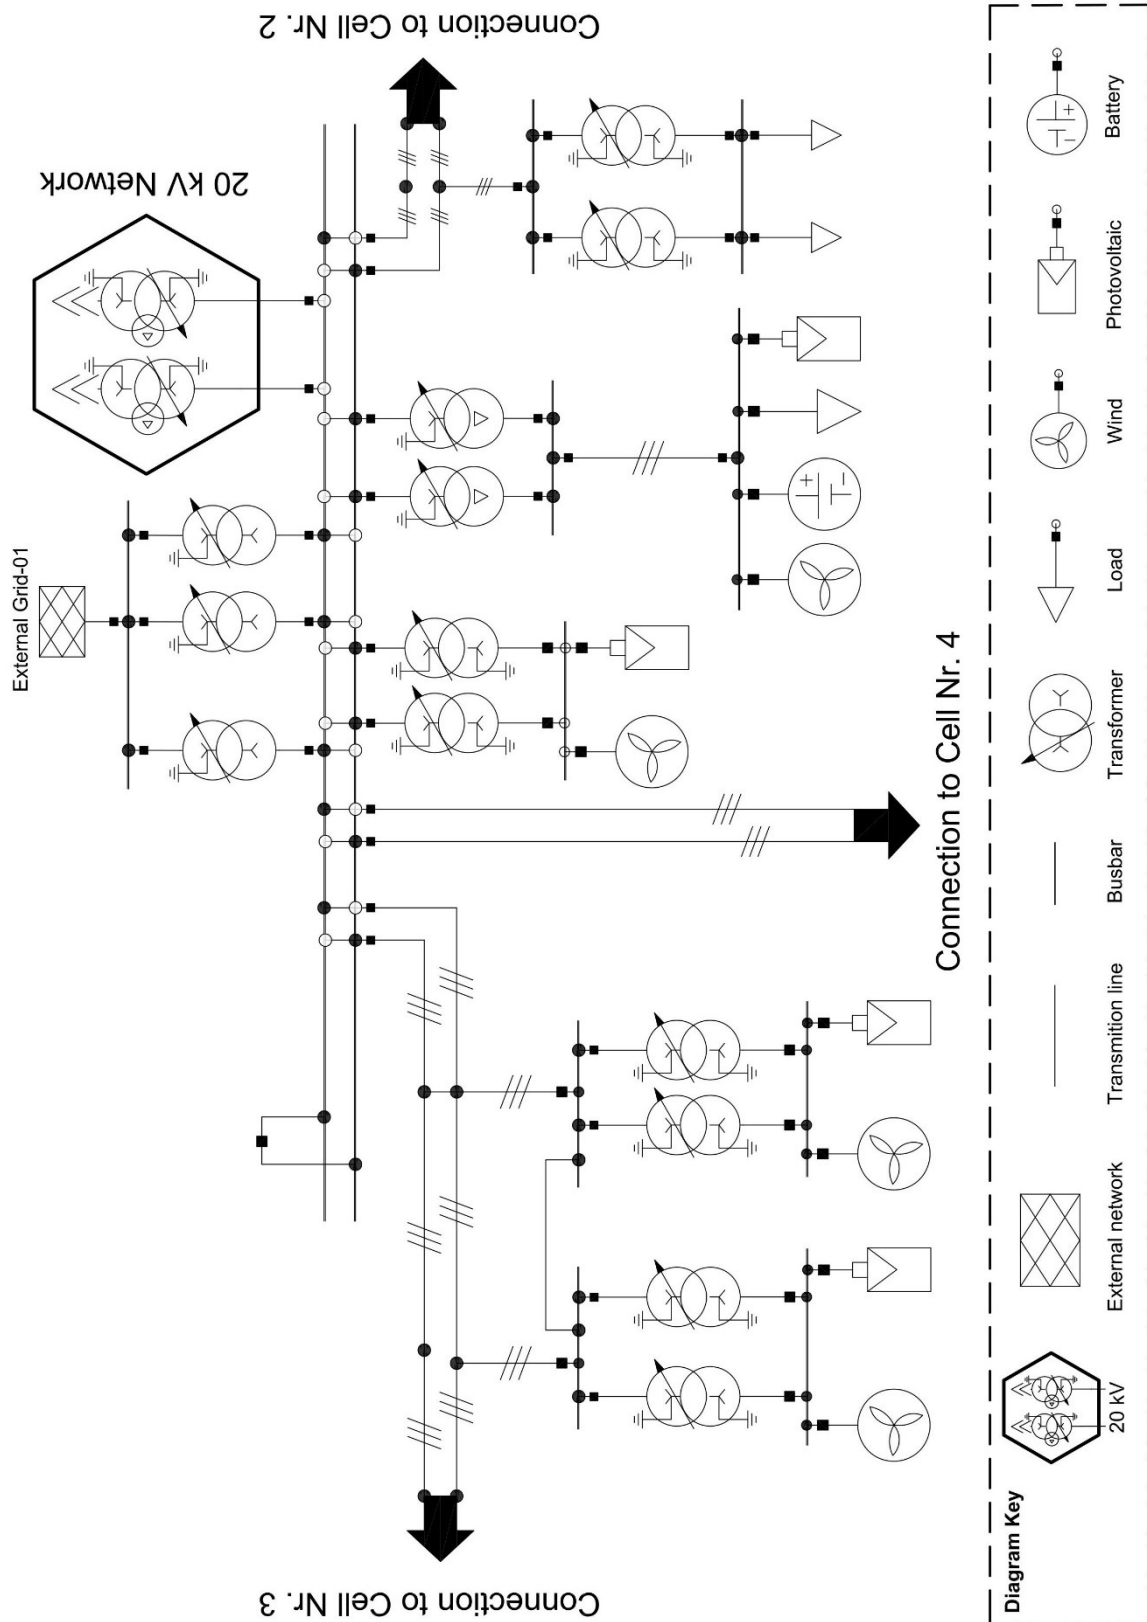 Connection to Cell Nr. 2
20 kV Network
External Grid-01
Connection to Cell Nr. 4
Connection to Cell Nr. 3
Diagram Key
20 kV
External network
Transmition line
Busbar
Transformer
Load
Wind
Photovoltaic
Battery